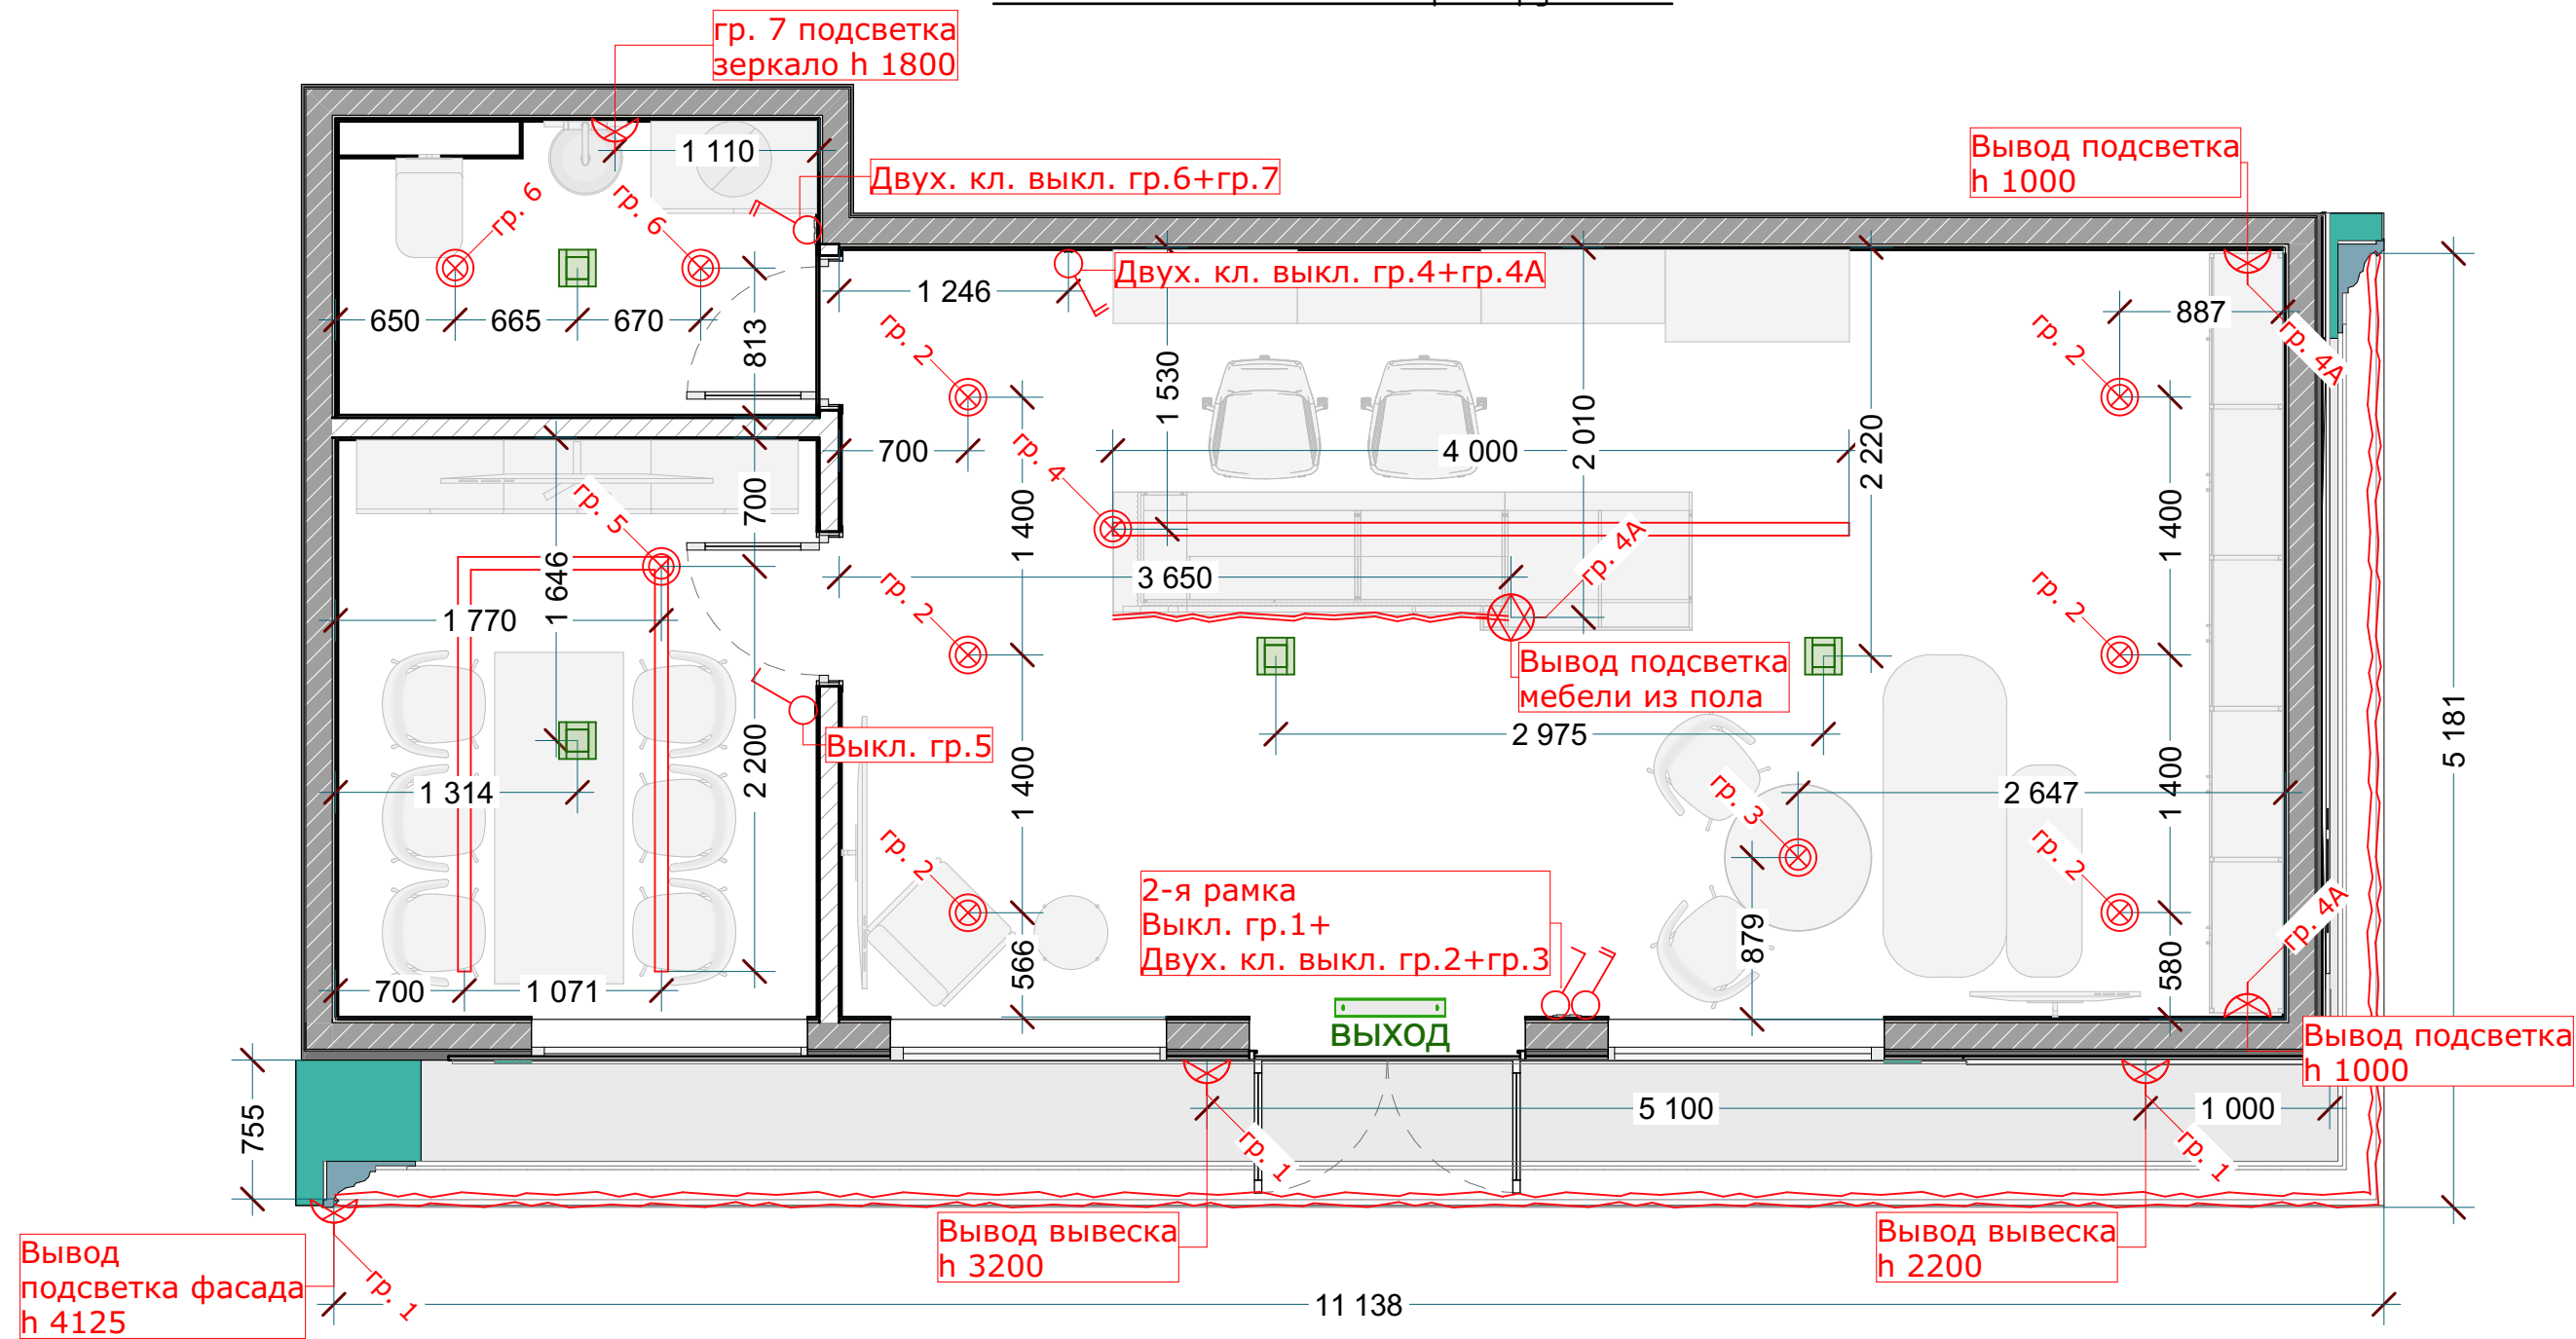 гр. 7 подсветка
зеркало h 1800
1 110
Двух. кл. выкл. гр.6+гр.7
Вывод подсветка
h 1000
гр. 6
гр. 6
Двух. кл. выкл. гр.4+гр.4А
1 246
650
665
670
813
887
гр. 2
гр. 2
гр. 4А
1 530
2 010
2 220
700
гр. 4
4 000
700
гр. 5
1 400
1 400
1 646
3 650
гр. 4А
гр. 2
гр. 2
1 770
Вывод подсветка
мебели из пола
Выкл. гр.5
2 975
5 181
2 200
1 400
1 400
1 314
гр. 3
2 647
гр. 2
гр. 2
2-я рамка
Выкл. гр.1+
Двух. кл. выкл. гр.2+гр.3
879
гр. 4А
566
580
700
1 071
ВЫХОД
Вывод подсветка
h 1000
755
5 100
1 000
гр. 1
гр. 1
Вывод вывеска
h 3200
Вывод вывеска
h 2200
Вывод
подсветка фасада
h 4125
гр. 1
11 138